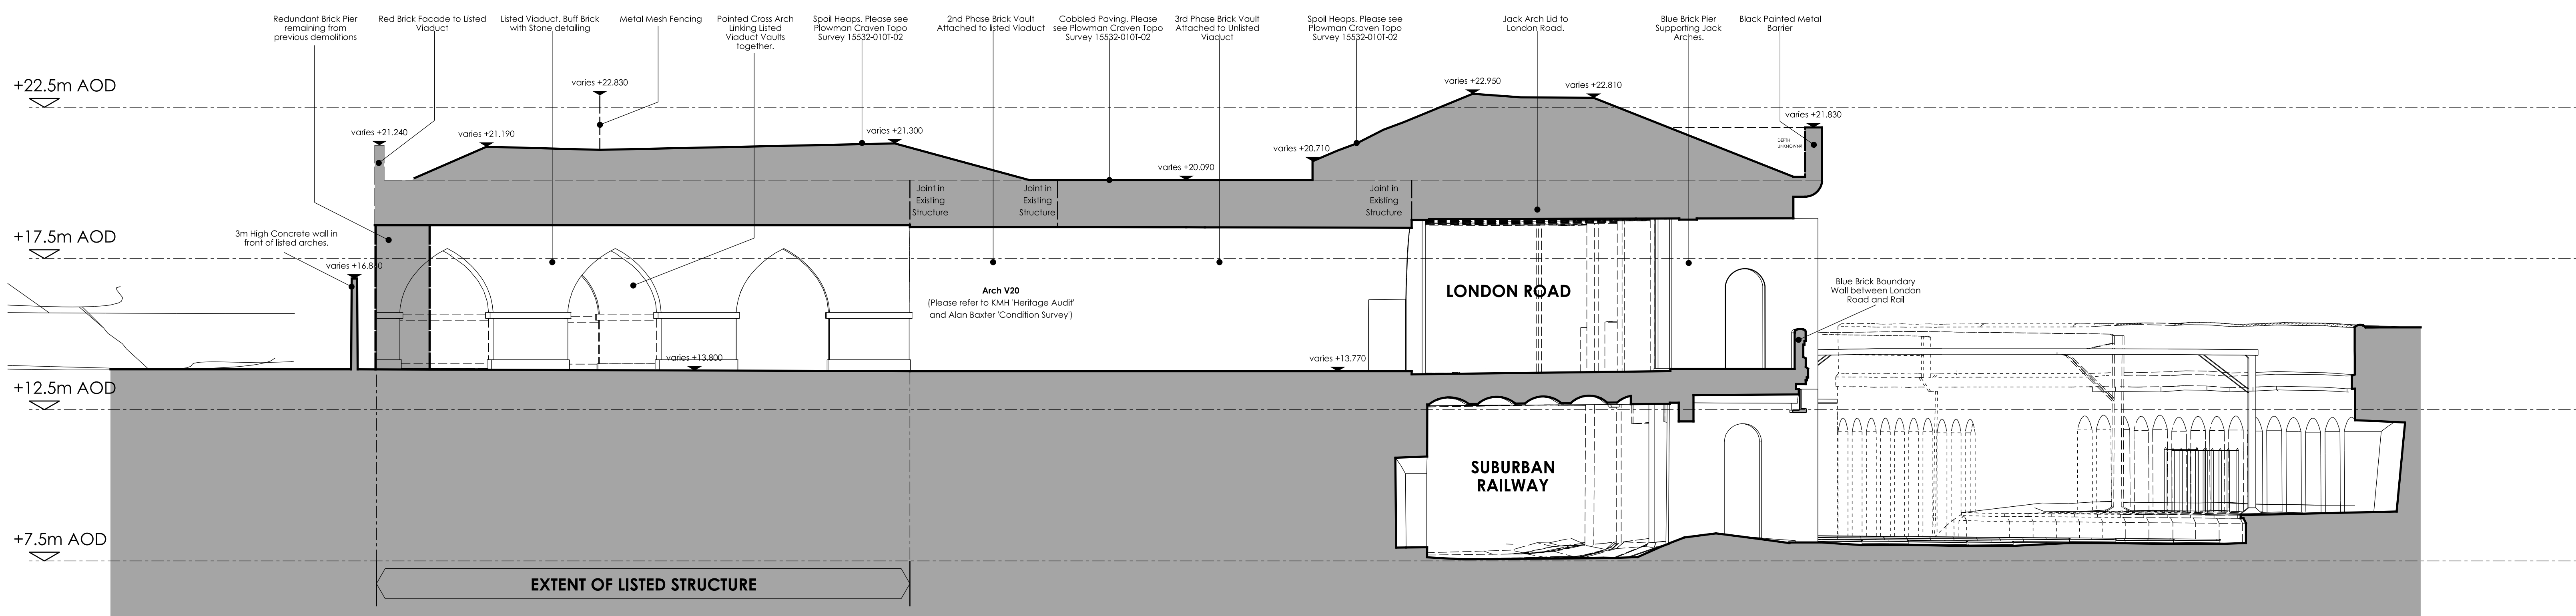 Redundant Brick Pier
remaining from
previous demolitions
Red Brick Facade to Listed
Viaduct
Listed Viaduct. Buff Brick
with Stone detailing
Metal Mesh Fencing
Pointed Cross Arch
Linking Listed
Viaduct Vaults
together.
Spoil Heaps. Please see
Plowman Craven Topo
Survey 15532-010T-02
2nd Phase Brick Vault
Attached to listed Viaduct
Cobbled Paving. Please
see Plowman Craven Topo
Survey 15532-010T-02
3rd Phase Brick Vault
Attached to Unlisted
Viaduct
Spoil Heaps. Please see
Plowman Craven Topo
Survey 15532-010T-02
Jack Arch Lid to
London Road.
Blue Brick Pier
Supporting Jack
Arches.
Black Painted Metal
Barrier
+22.5m AOD
varies +22.830
varies +22.950
varies +22.810
varies +21.240
varies +21.190
varies +21.300
varies +20.710
varies +20.090
varies +21.830
DEPTH
UNKNOWN?
Joint in
Existing
Structure
Joint in
Existing
Structure
Joint in
Existing
Structure
+17.5m AOD
3m High Concrete wall in
front of listed arches.
varies +16.8
Arch V20
(Please refer to KMH 'Heritage Audit'
and Alan Baxter 'Condition Survey')
LONDON ROAD
Blue Brick Boundary
Wall between London
Road and Rail
varies +13.800
varies +13.770
+12.5m AOD
SUBURBAN
RAILWAY
+7.5m AOD
EXTENT OF LISTED STRUCTURE